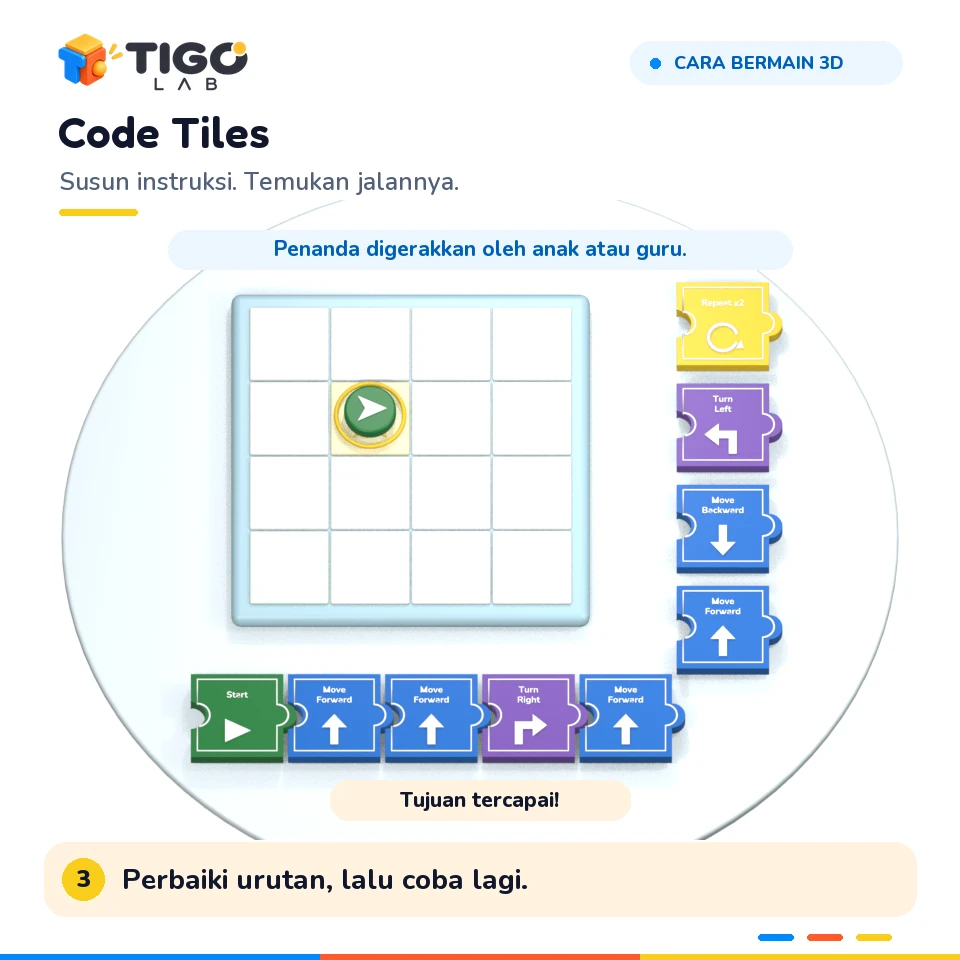 TIGO
LAB
CARA BERMAIN 3D
Code Tiles
Susun instruksi. Temukan jalannya.
Penanda digerakkan oleh anak atau guru.
Repeat x2
Turn
Left
Move
Backward
Move
Forward
Start
Move
Forward
Move
Forward
Turn
Right
Move
Forward
Tujuan tercapai!
3
Perbaiki urutan, lalu coba lagi.